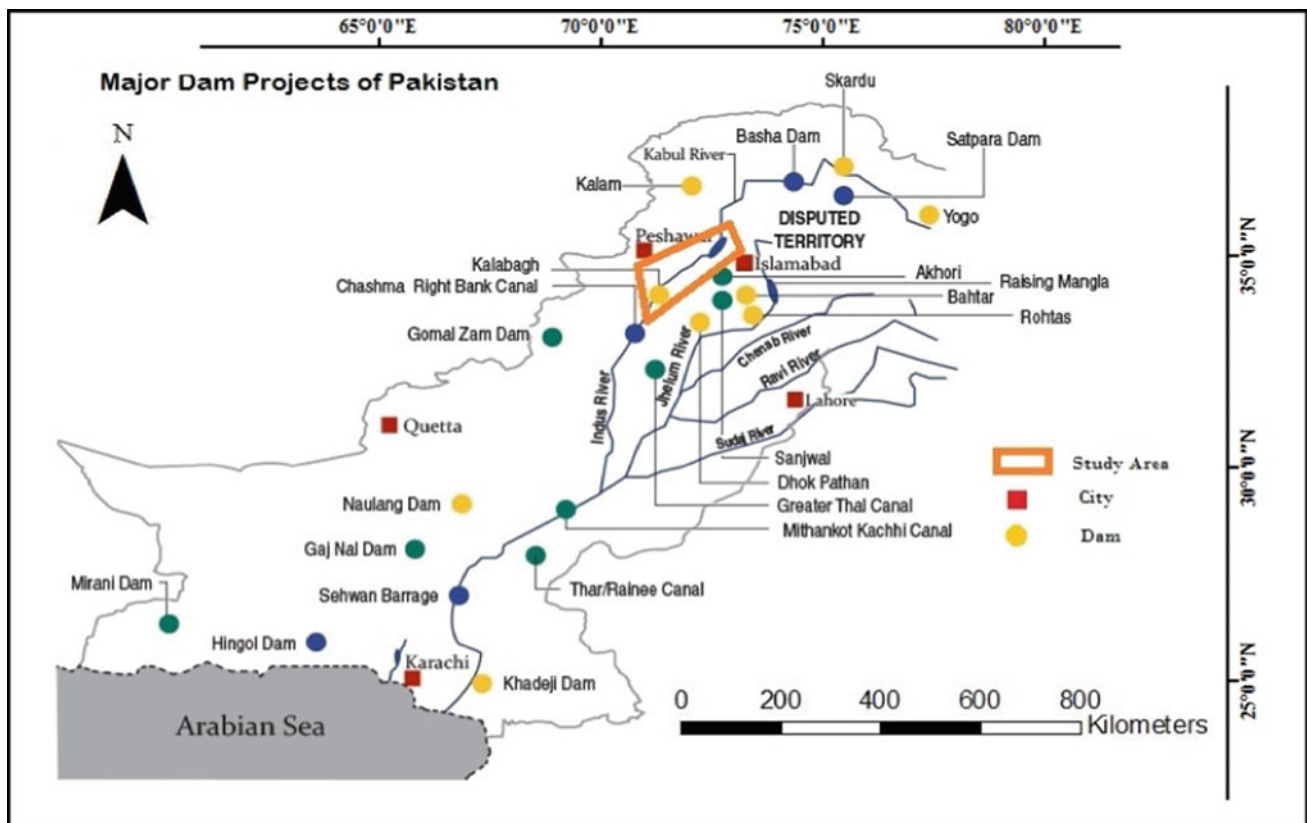 65°0'0"E
70°0'0"E
75°0'0"E
80°0'0"E
Major Dam Projects of Pakistan
N
Skardu
Basha Dam
Satpara Dam
Kabul River
Kalam
Yogo
DISPUTED
TERRITORY
Peshawar
Islamabad
Kalabagh
Chashma Right Bank Canal
Akhori
Raising Mangla
Bahtar
Rohtas
Gomal Zam Dam
35°0'0"N
Indus River
Jhelum River
Chenab River
Ravi River
Lahore
Quetta
Sutlej River
Sanjwal
Dhok Pathan
Greater Thal Canal
Mithankot Kachhi Canal
30°0'0"N
Study Area
City
Dam
Naulang Dam
Gaj Nal Dam
Mirani Dam
Sehwan Barrage
Thar/Rainee Canal
Hingol Dam
Karachi
Khadeji Dam
25°0'0"N
Arabian Sea
0 200 400 600 800
Kilometers